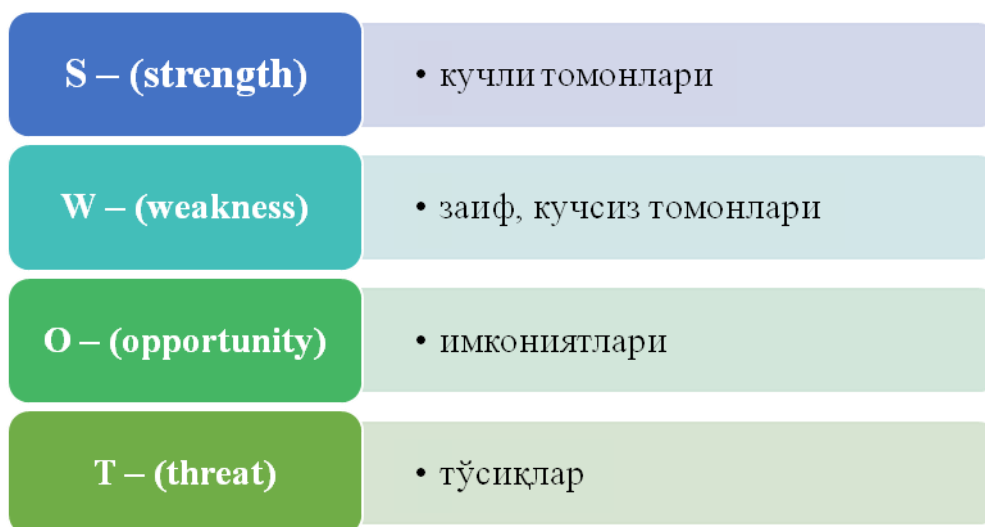 S – (strength)
• кучли томонлари
W – (weakness)
• заиф, кучсиз томонлари
O – (opportunity)
• имкониятлари
T – (threat)
• тўсиқлар